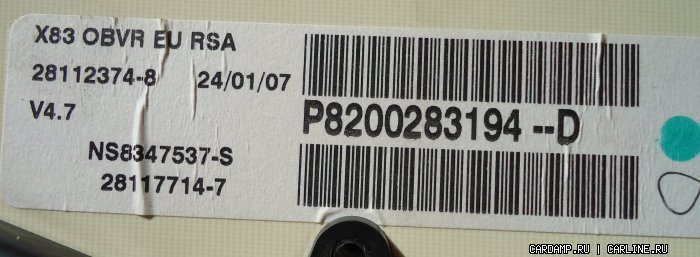 X83 OBVR EU RSA
28112374-8 24/01/07
V4.7
P8200283194 --D
NS8347537-S
28117714-7
CARDAMP.RU | CARLINE.RU